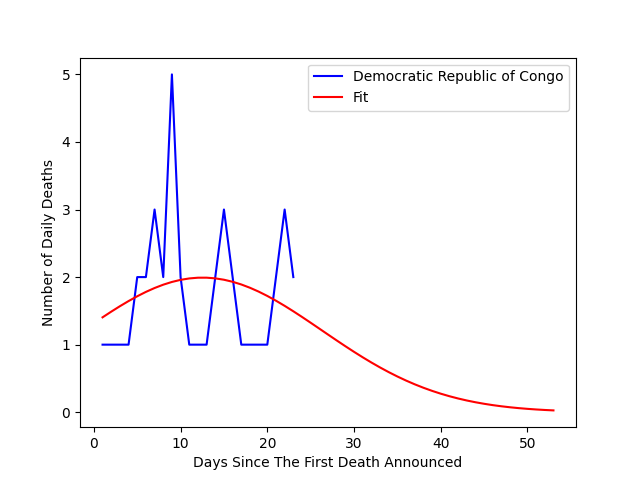 Democratic Republic of Congo
Fit
5
4
3
2
1
0
Number of Daily Deaths
0 10 20 30 40 50
Days Since The First Death Announced